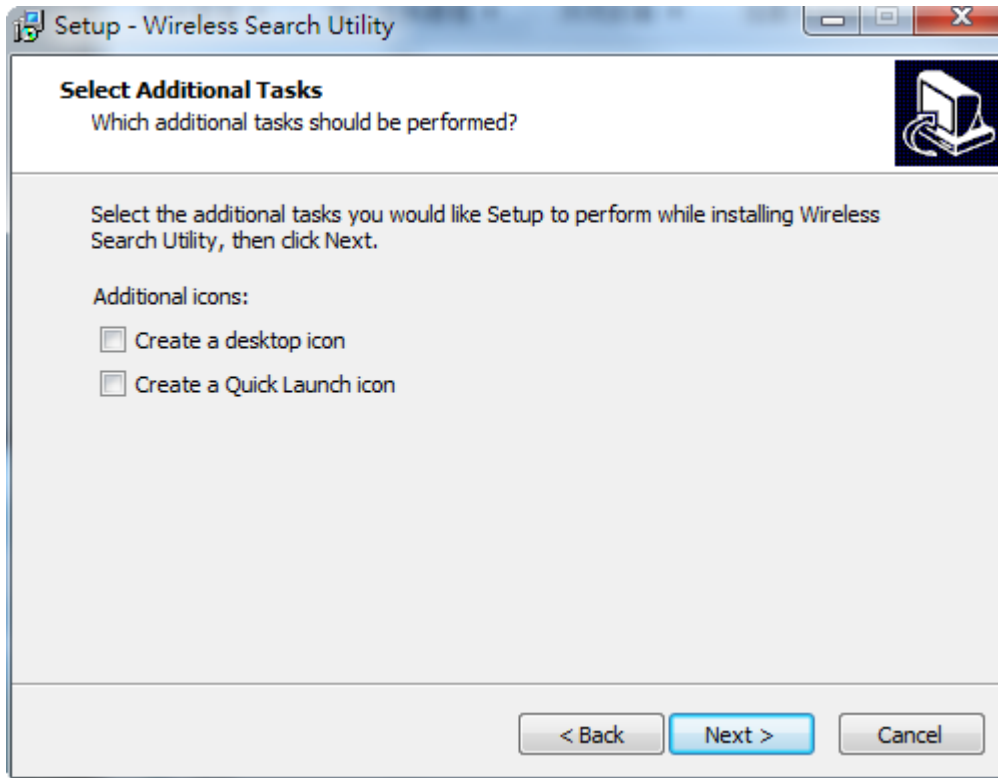 Setup - Wireless Search Utility
Select Additional Tasks
Which additional tasks should be performed?
Select the additional tasks you would like Setup to perform while installing Wireless
Search Utility, then click Next.
Additional icons:
Create a desktop icon
Create a Quick Launch icon
< Back
Next >
Cancel